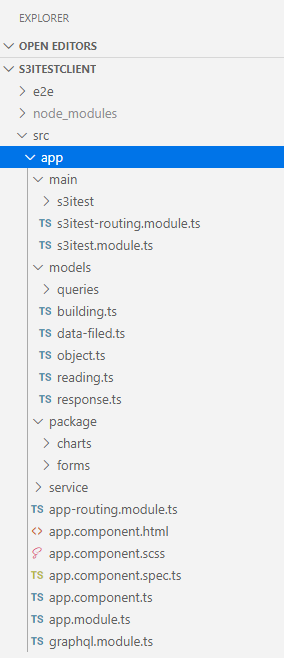 EXPLORER
OPEN EDITORS
S3ITESTCLIENT
e2e
node_modules
src
app
main
s3itest
TS s3itest-routing.module.ts
TS s3itest.module.ts
models
queries
TS building.ts
TS data-filed.ts
TS object.ts
TS reading.ts
TS response.ts
package
charts
forms
service
TS app-routing.module.ts
<> app.component.html
app.component.scss
TS app.component.spec.ts
TS app.component.ts
TS app.module.ts
TS graphql.module.ts